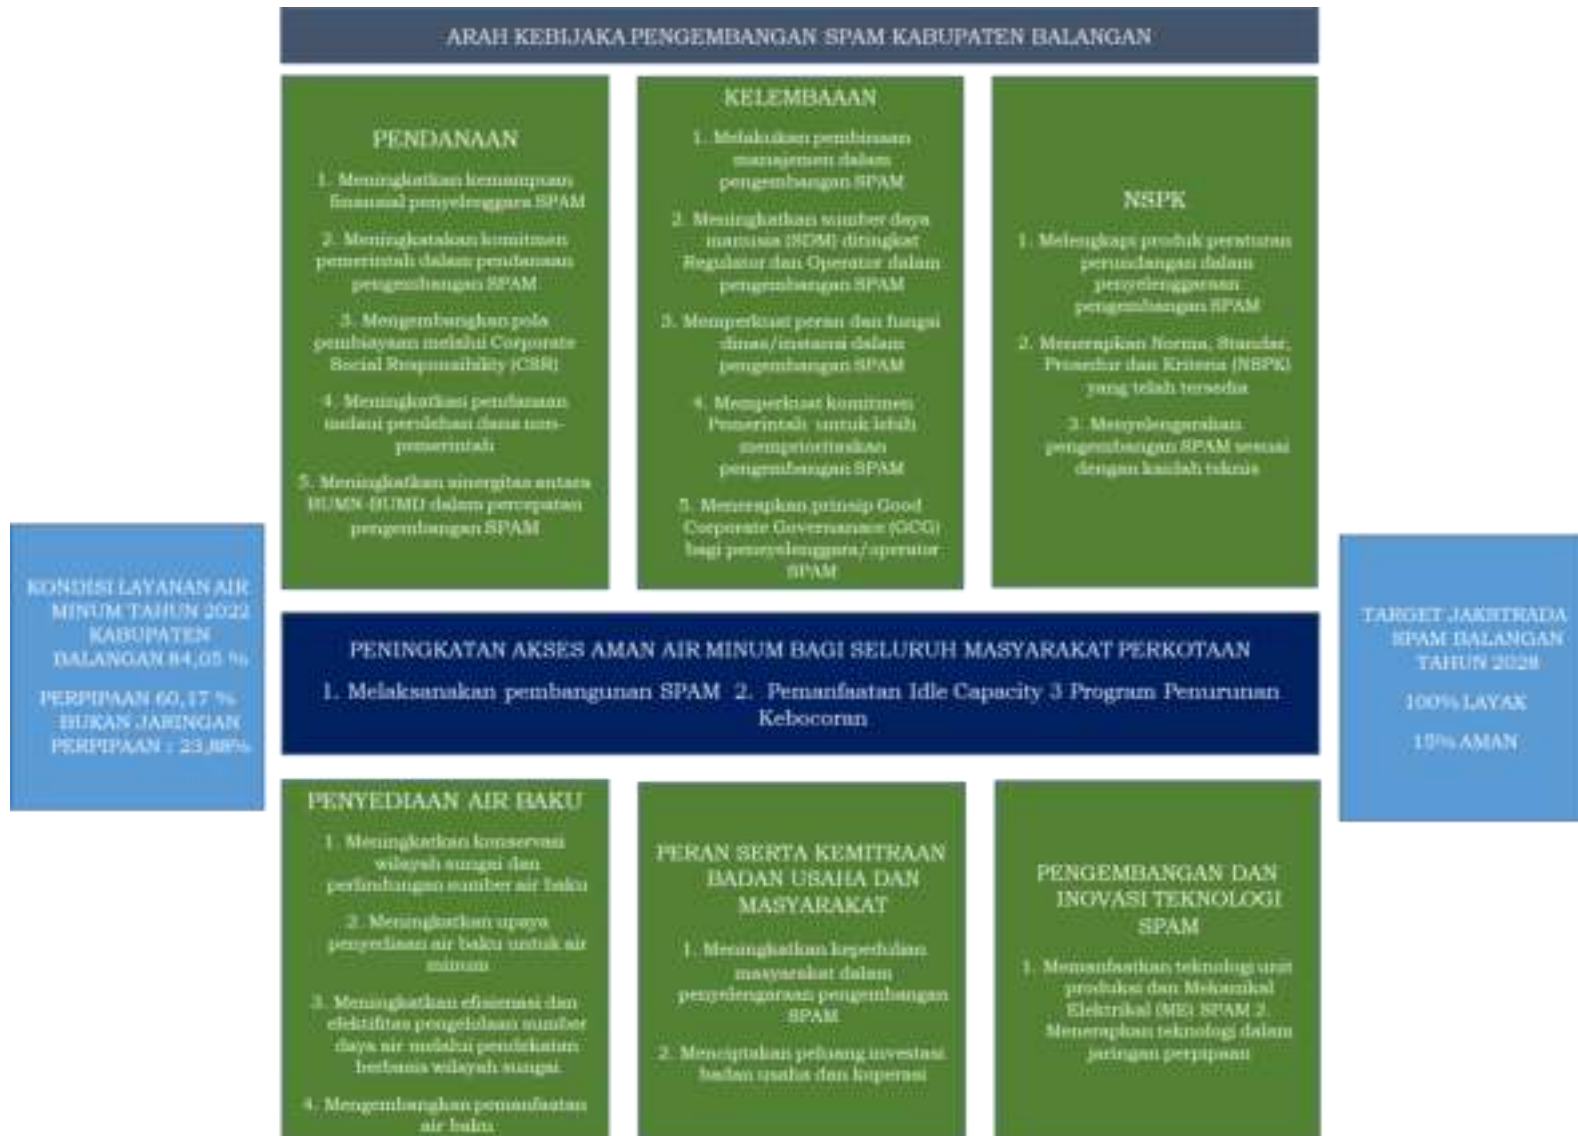 ARAH KEBIJAKA PENGEMBANGAN SPAM KABUPATEN BALANGAN
PENDANAAN
1. Meningkatkan kemampuan
finansial penyelenggara SPAM
2. Meningkatakan komitmen
pemerintah dalam pendanaan
pengembangan SPAM
3. Mengembangkan pola
pembiayaan melalui Corporate
Social Responsibility (CSR)
4. Meningkatkan pendanaan
melaui perolehan dana non-
pemerintah
5. Meningkatkan sinergitas antara
BUMN-BUMD dalam percepatan
pengembangan SPAM
KELEMBAAAN
1. Melakukan pembinaan
manajemen dalam
pengembangan SPAM
2. Meningkatkan sumber daya
manusia (SDM) ditingkat
Regulator dan Operator dalam
pengembangan SPAM
3. Memperkuat peran dan fungsi
dinas/instansi dalam
pengembangan SPAM
4. Memperkuat komitmen
Pemerintah untuk lebih
memprioritaskan
pengembangan SPAM
5. Menerapkan prinsip Good
Corporate Governanace (GCG)
bagi penyelenggara/operator
SPAM
NSPK
1. Melengkapi produk peraturan
perundangan dalam
penyelenggaraan
pengembangan SPAM
2. Menerapkan Norma, Standar,
Prosedur dan Kriteria (NSPK)
yang telah tersedia
3. Menyelengarakan
pengembangan SPAM sesuai
dengan kaidah teknis
KONDISI LAYANAN AIR
MINUM TAHUN 2022
KABUPATEN
BALANGAN 84,05 %
PERPIPAAN 60,17 %
BUKAN JARINGAN
PERPIPAAN : 23,88%
PENINGKATAN AKSES AMAN AIR MINUM BAGI SELURUH MASYARAKAT PERKOTAAN
1. Melaksanakan pembangunan SPAM 2. Pemanfaatan Idle Capacity 3 Program Penurunan
Kebocoran
TARGET JAKSTRADA
SPAM BALANGAN
TAHUN 2028
100% LAYAK
15% AMAN
PENYEDIAAN AIR BAKU
1. Meningkatkan konservasi
wilayah sungai dan
perlindungan sumber air baku
2. Meningkatkan upaya
penyediaan air baku untuk air
minum
3. Meningkatkan efisienasi dan
efektifitas pengelolaan sumber
daya air melalui pendekatan
berbasis wilayah sungai
4. Mengembangkan pemanfaatan
air baku
PERAN SERTA KEMITRAAN
BADAN USAHA DAN
MASYARAKAT
1. Meningkatkan kepedulian
masyarakat dalam
penyelengaraan pengembangan
SPAM
2. Menciptakan peluang investasi
badan usaha dan koperasi
PENGEMBANGAN DAN
INOVASI TEKNOLOGI
SPAM
1. Memanfaatkan teknologi unit
produksi dan Mekanikal
Elektrikal (ME) SPAM 2.
Menerapkan teknologi dalam
jaringan perpipaan